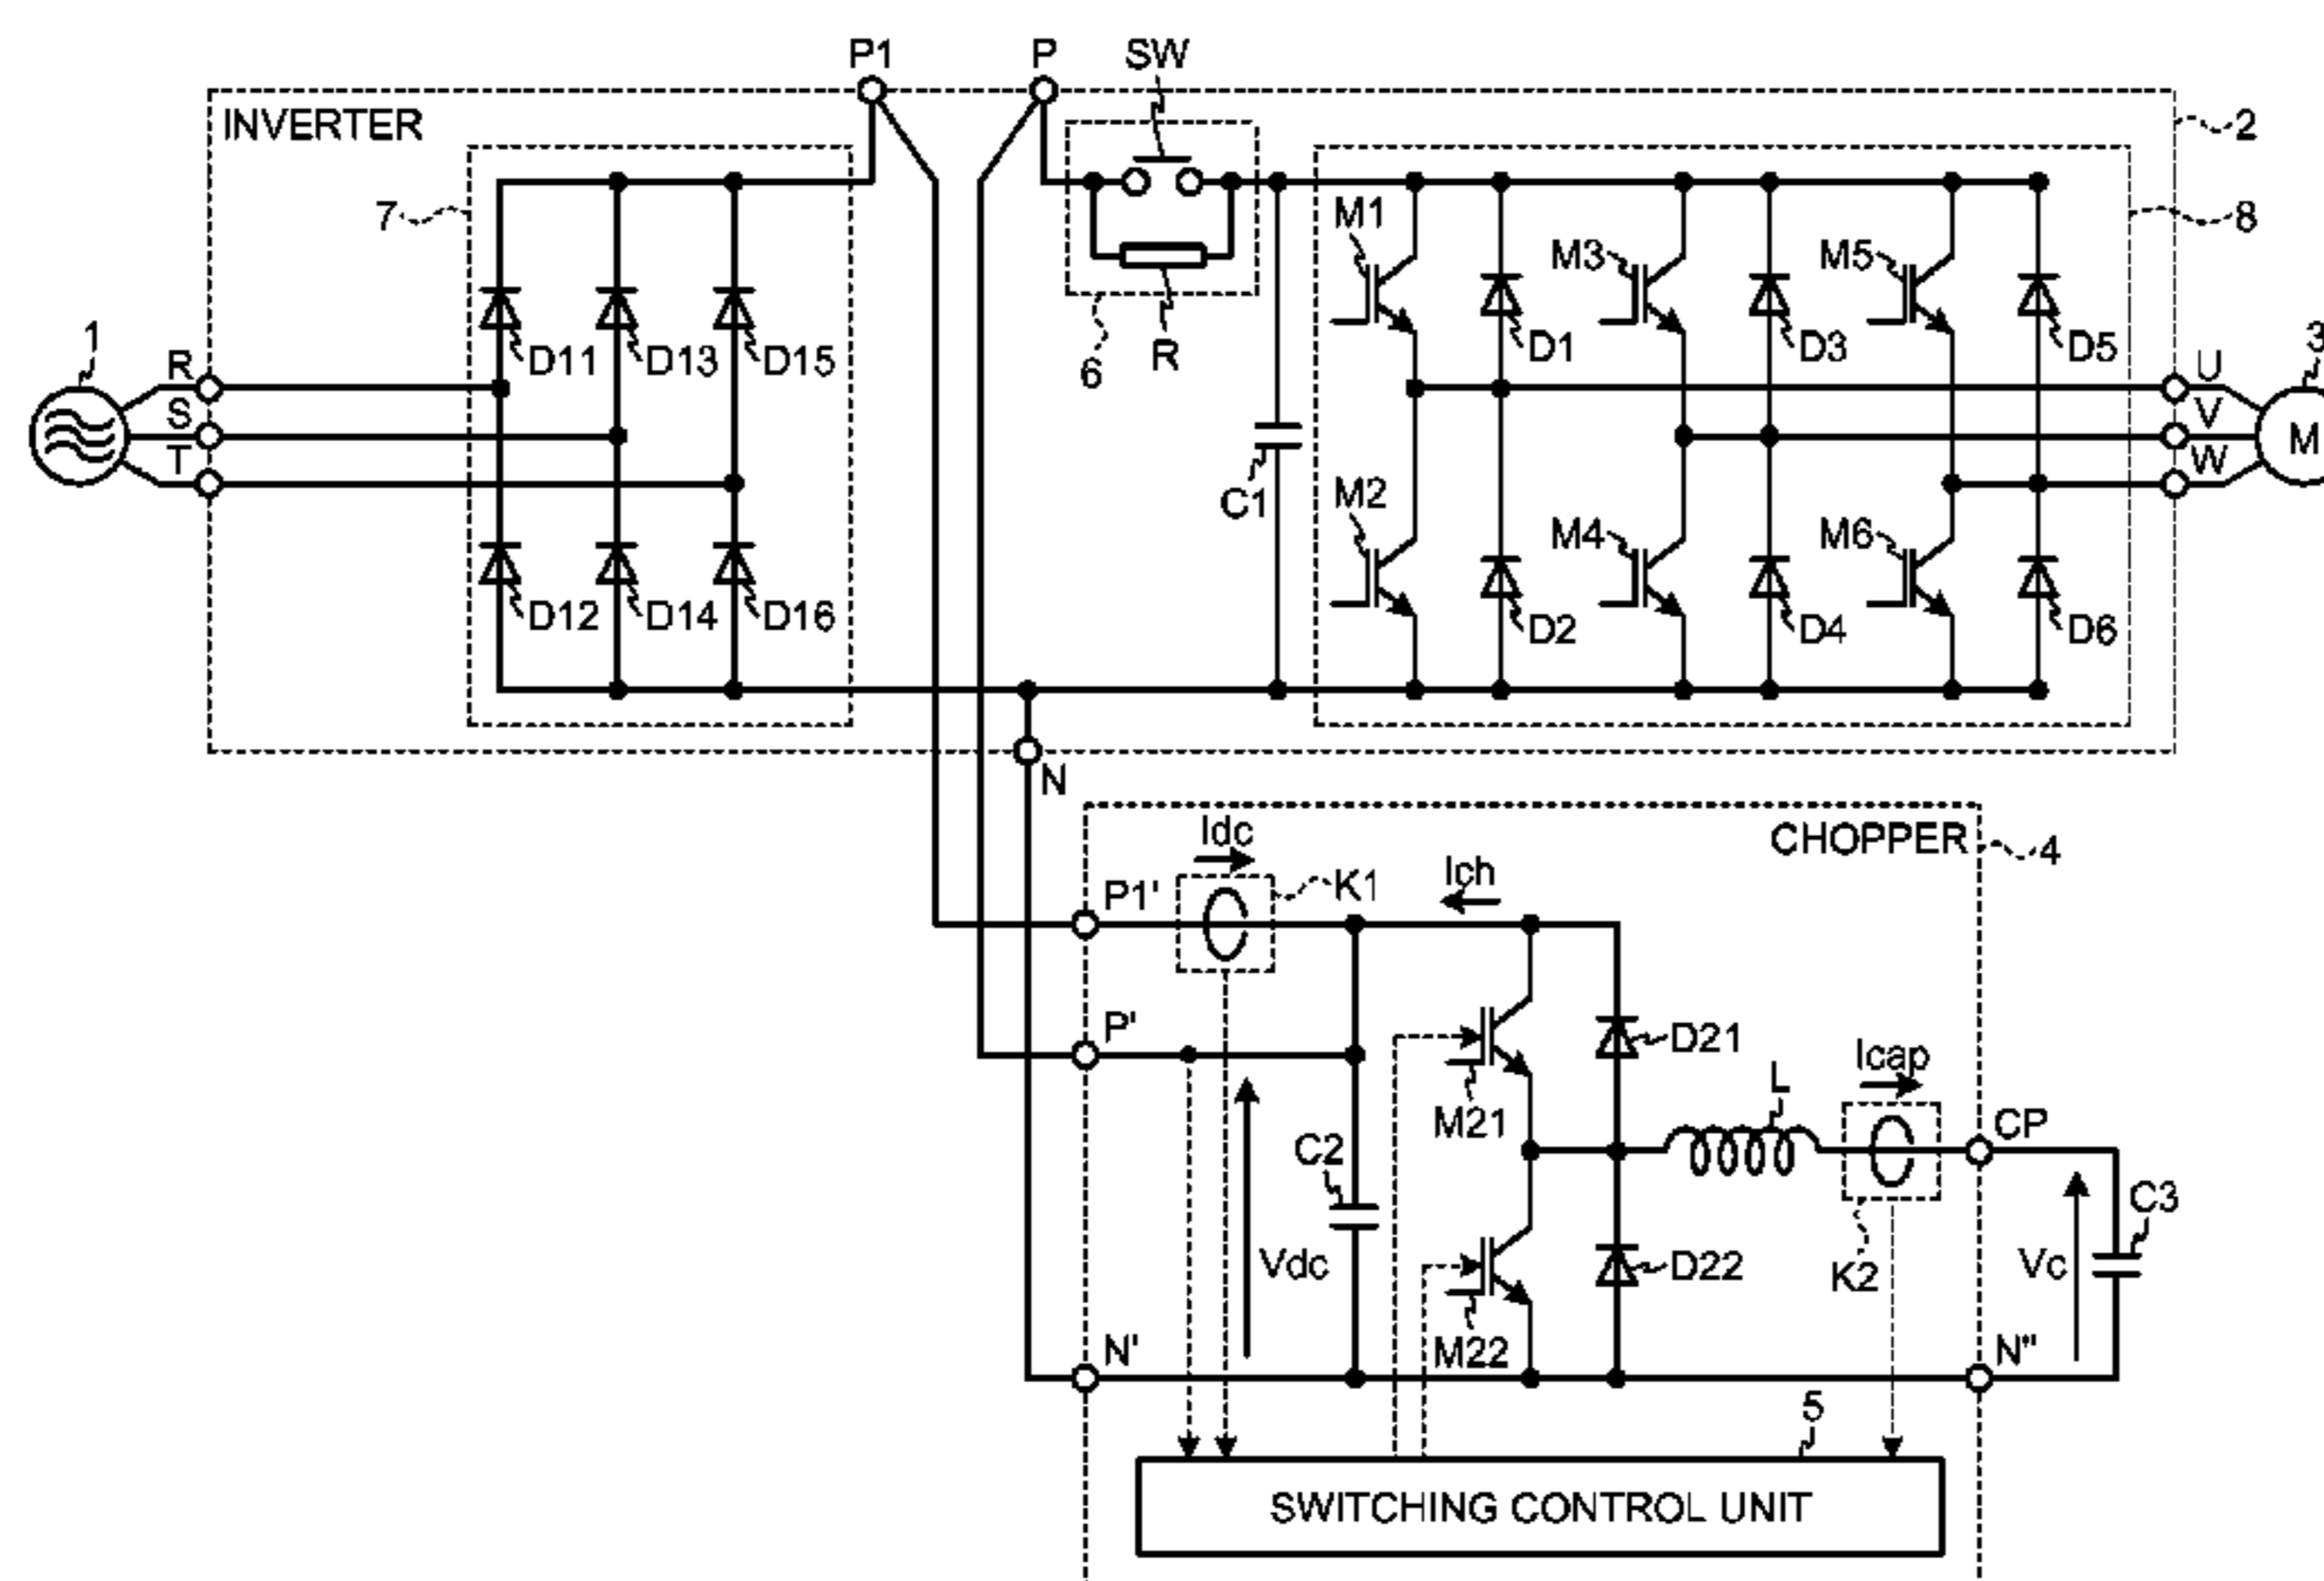 P1 P SW
INVERTER 2
7 8
M1 M3 M5
1 R D11 D13 D15 6 R D1 D3 D5 U 3
S V M
T W
C1 M2 M4 M6
D12 D14 D16 D2 D4 D6
N
CHOPPER 4
Idc Ich
P1' K1
P' D21 Icap
L
M21 CP
C2 C3
Vdc D22 K2 Vc
N' M22 N"
5
SWITCHING CONTROL UNIT